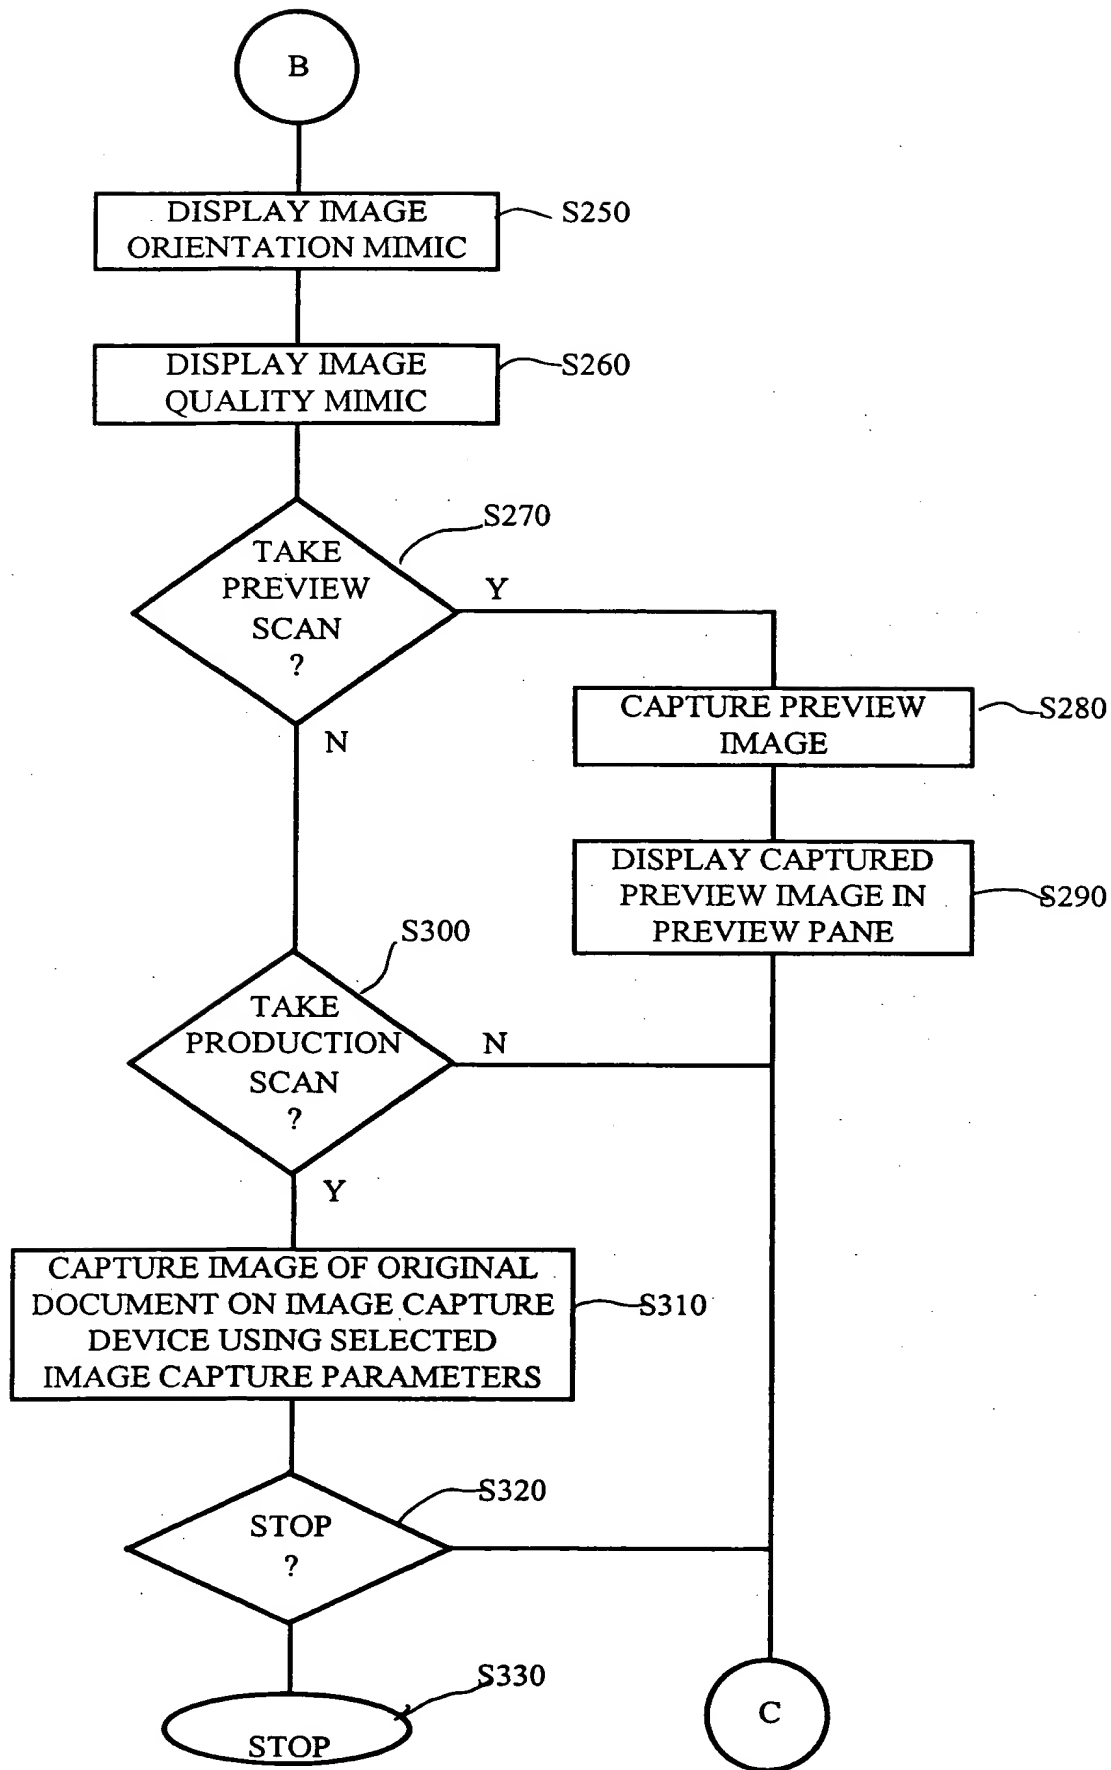 B
DISPLAY IMAGE
ORIENTATION MIMIC
S250
DISPLAY IMAGE
QUALITY MIMIC
S260
S270
TAKE
PREVIEW
SCAN
?
Y
N
CAPTURE PREVIEW
IMAGE
S280
DISPLAY CAPTURED
PREVIEW IMAGE IN
PREVIEW PANE
S290
S300
TAKE
PRODUCTION
SCAN
?
N
Y
CAPTURE IMAGE OF ORIGINAL
DOCUMENT ON IMAGE CAPTURE
DEVICE USING SELECTED
IMAGE CAPTURE PARAMETERS
S310
S320
STOP
?
S330
STOP
C